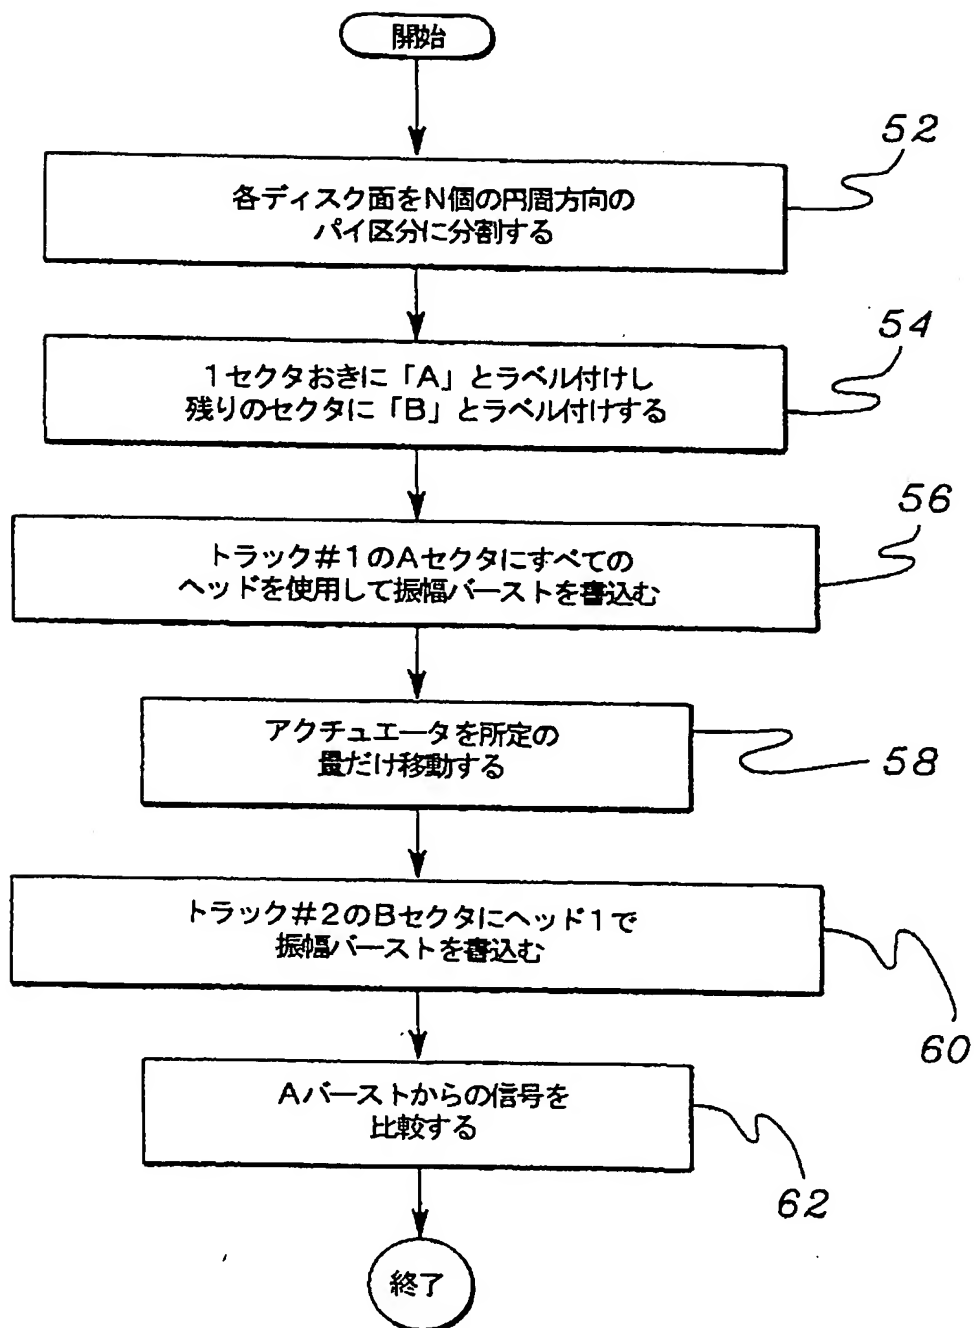 開始
52
各ディスク面をN個の円間方向の
パイ区分に分割する
54
1セクタおきに「A」とラベル付けし
残りのセクタに「B」とラベル付けする
56
トラック#1のAセクタにすべての
ヘッドを使用して振幅バーストを書込む
アクチュエータを所定の
量だけ移動する
58
トラック#2のBセクタにヘッド1で
振幅バーストを書込む
60
Aバーストからの信号を
比較する
62
終了